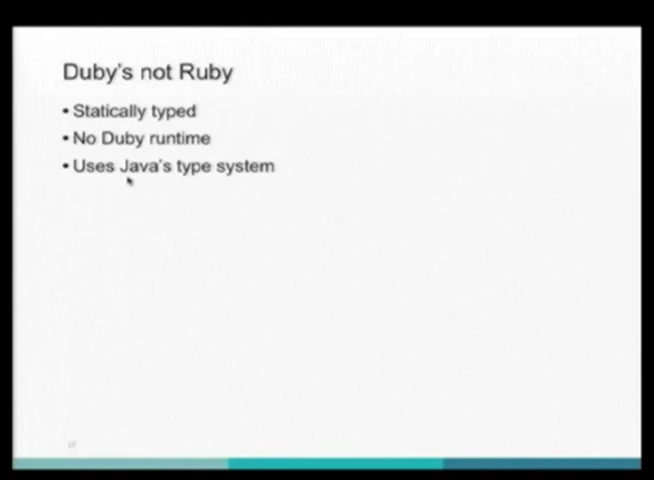 Duby's not Ruby
• Statically typed
• No Duby runtime
• Uses Java's type system